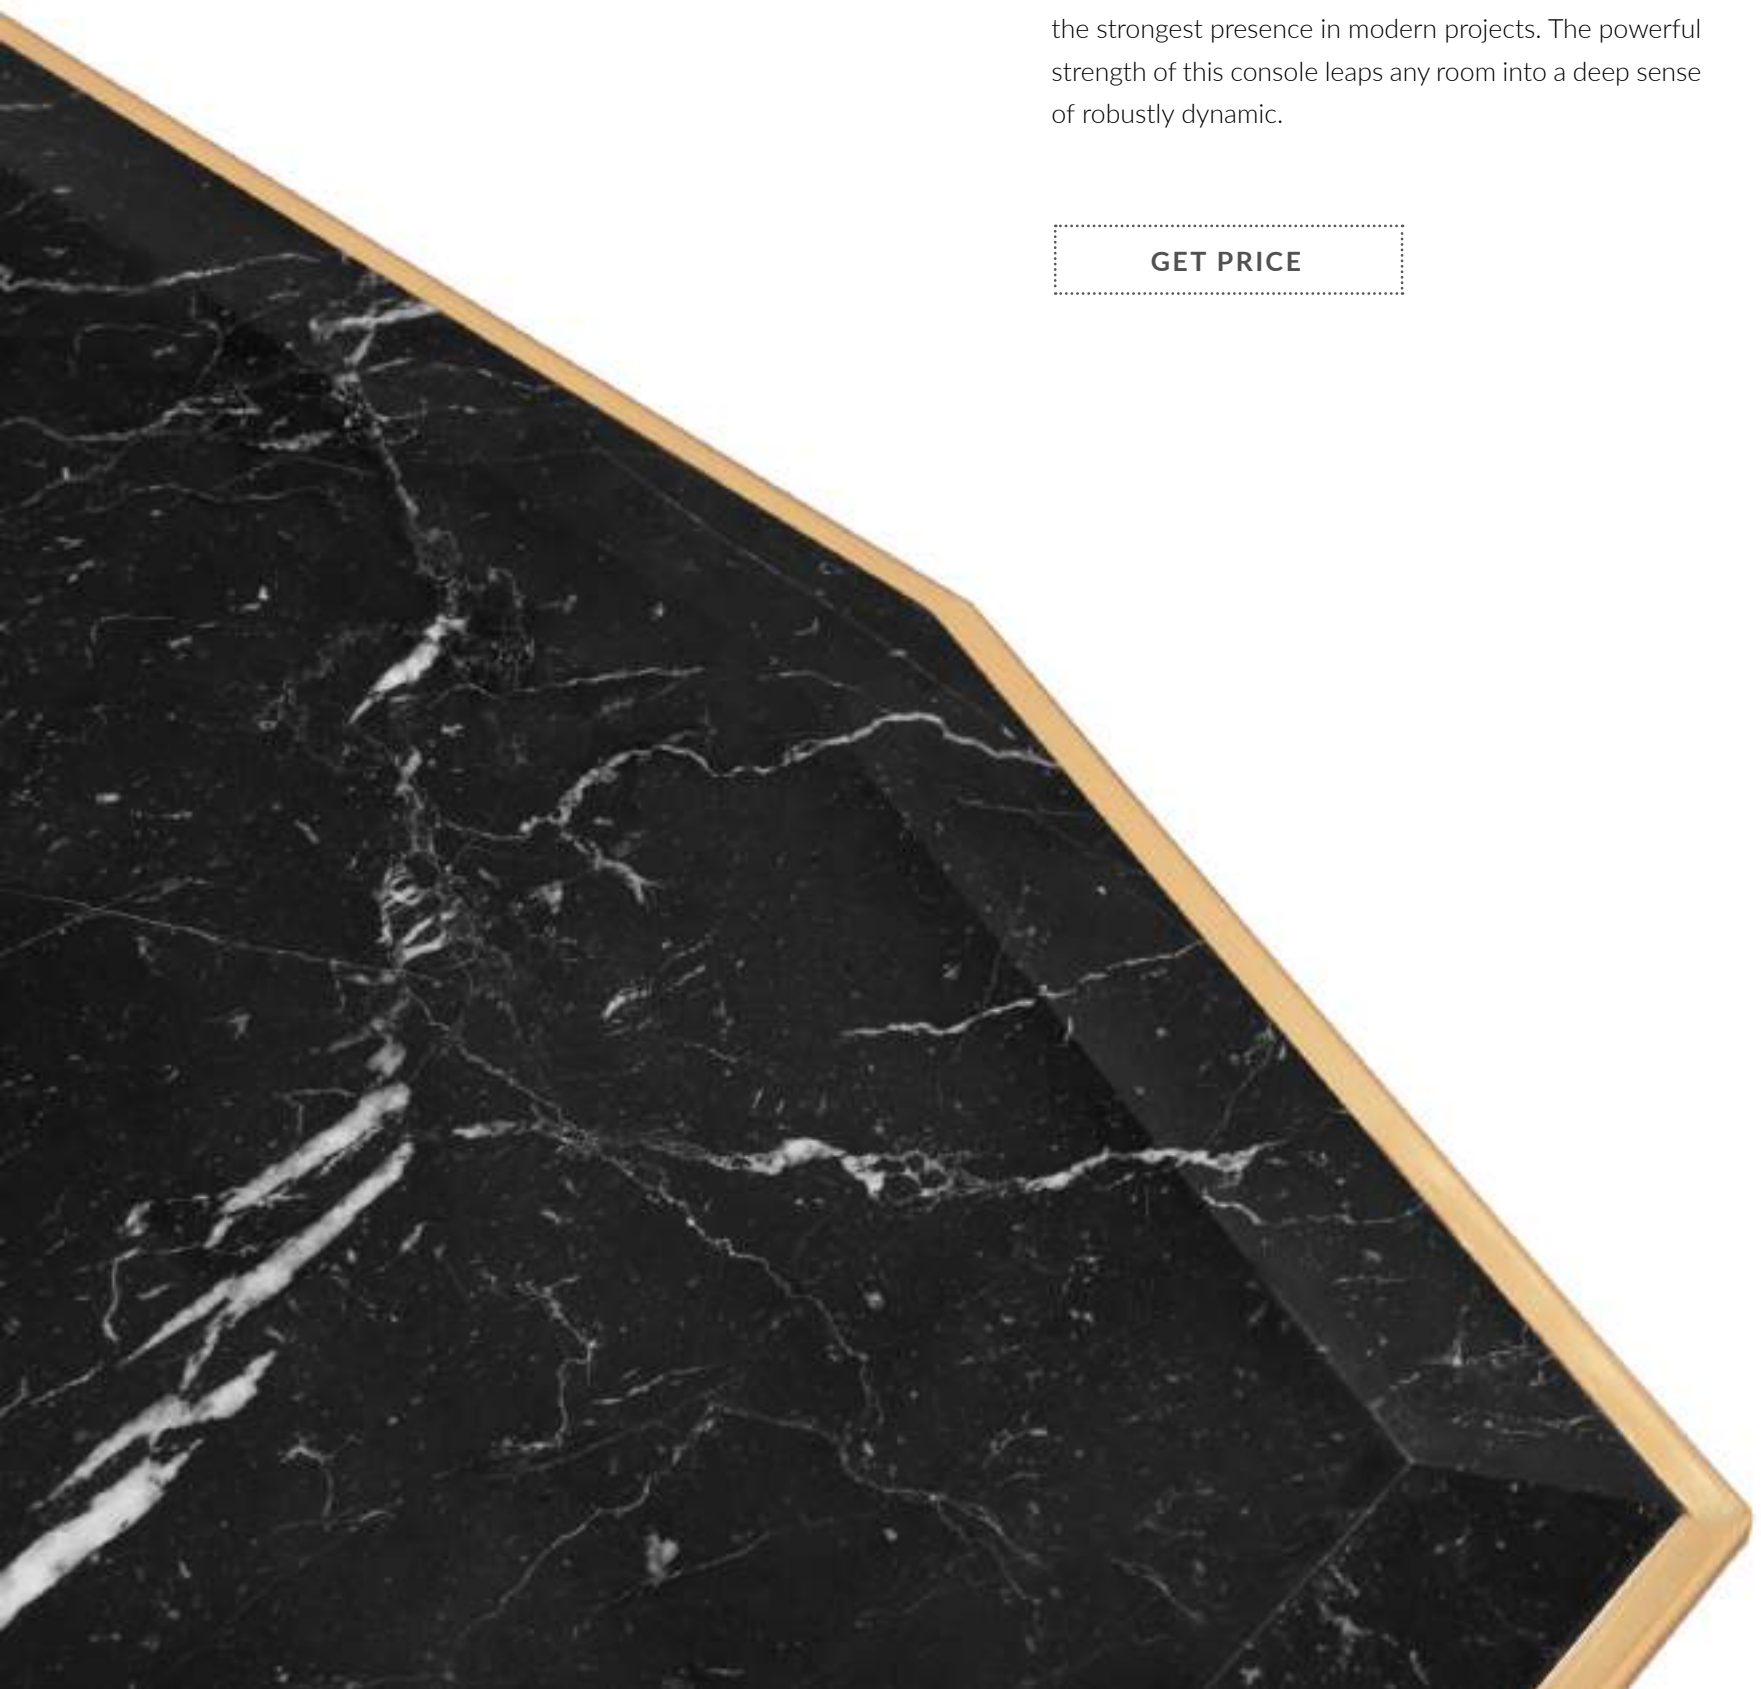 the strongest presence in modern projects. The powerful
strength of this console leaps any room into a deep sense
of robustly dynamic.
GET PRICE